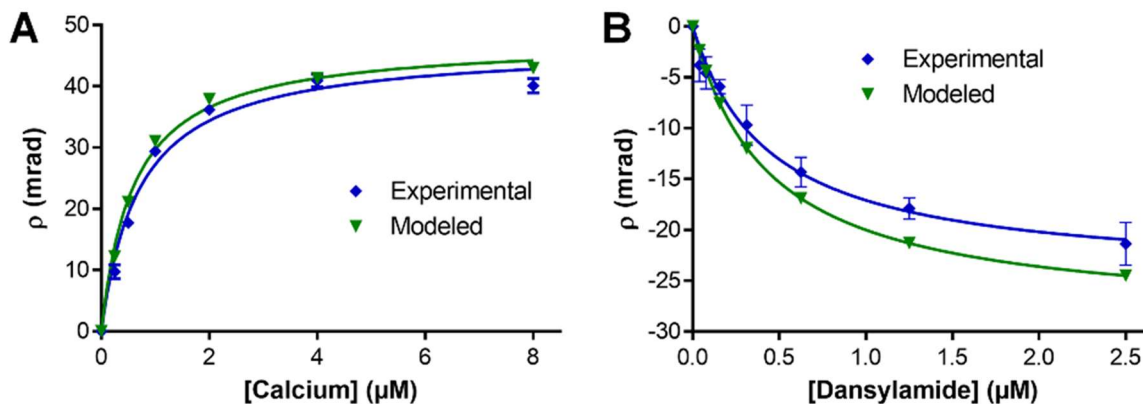 A
50
40
30
20
10
0
ρ (mrad)
Experimental
Modeled
0
2
4
6
8
[Calcium] (µM)
B
0
-5
-10
-15
-20
-25
-30
ρ (mrad)
Experimental
Modeled
0.0
0.5
1.0
1.5
2.0
2.5
[Dansylamide] (µM)